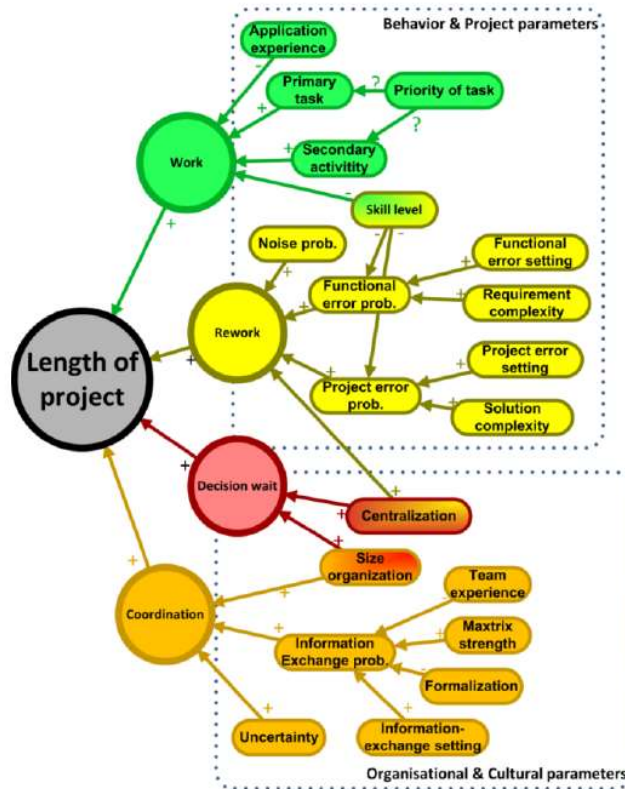 Behavior & Project parameters
Application
experience
-
Primary
task
?
Priority of task
+
?
Secondary
activitity
+
Work
-
Skill level
+
- -
Noise prob.
+
Functional
error setting
+
Functional
error prob.
+
Requirement
complexity
+
+
Rework
Length of
project
+
Project error
setting
+
Project error
prob.
+
+
Solution
complexity
Decision wait
+
+
Centralization
+
+
Size
organization
+
Team
experience
-
+
Coordination
+
Information
Exchange prob.
Maxtrix
strength
+
-
Formalization
+
+
Uncertainty
Information-
exchange setting
Organisational & Cultural parameters